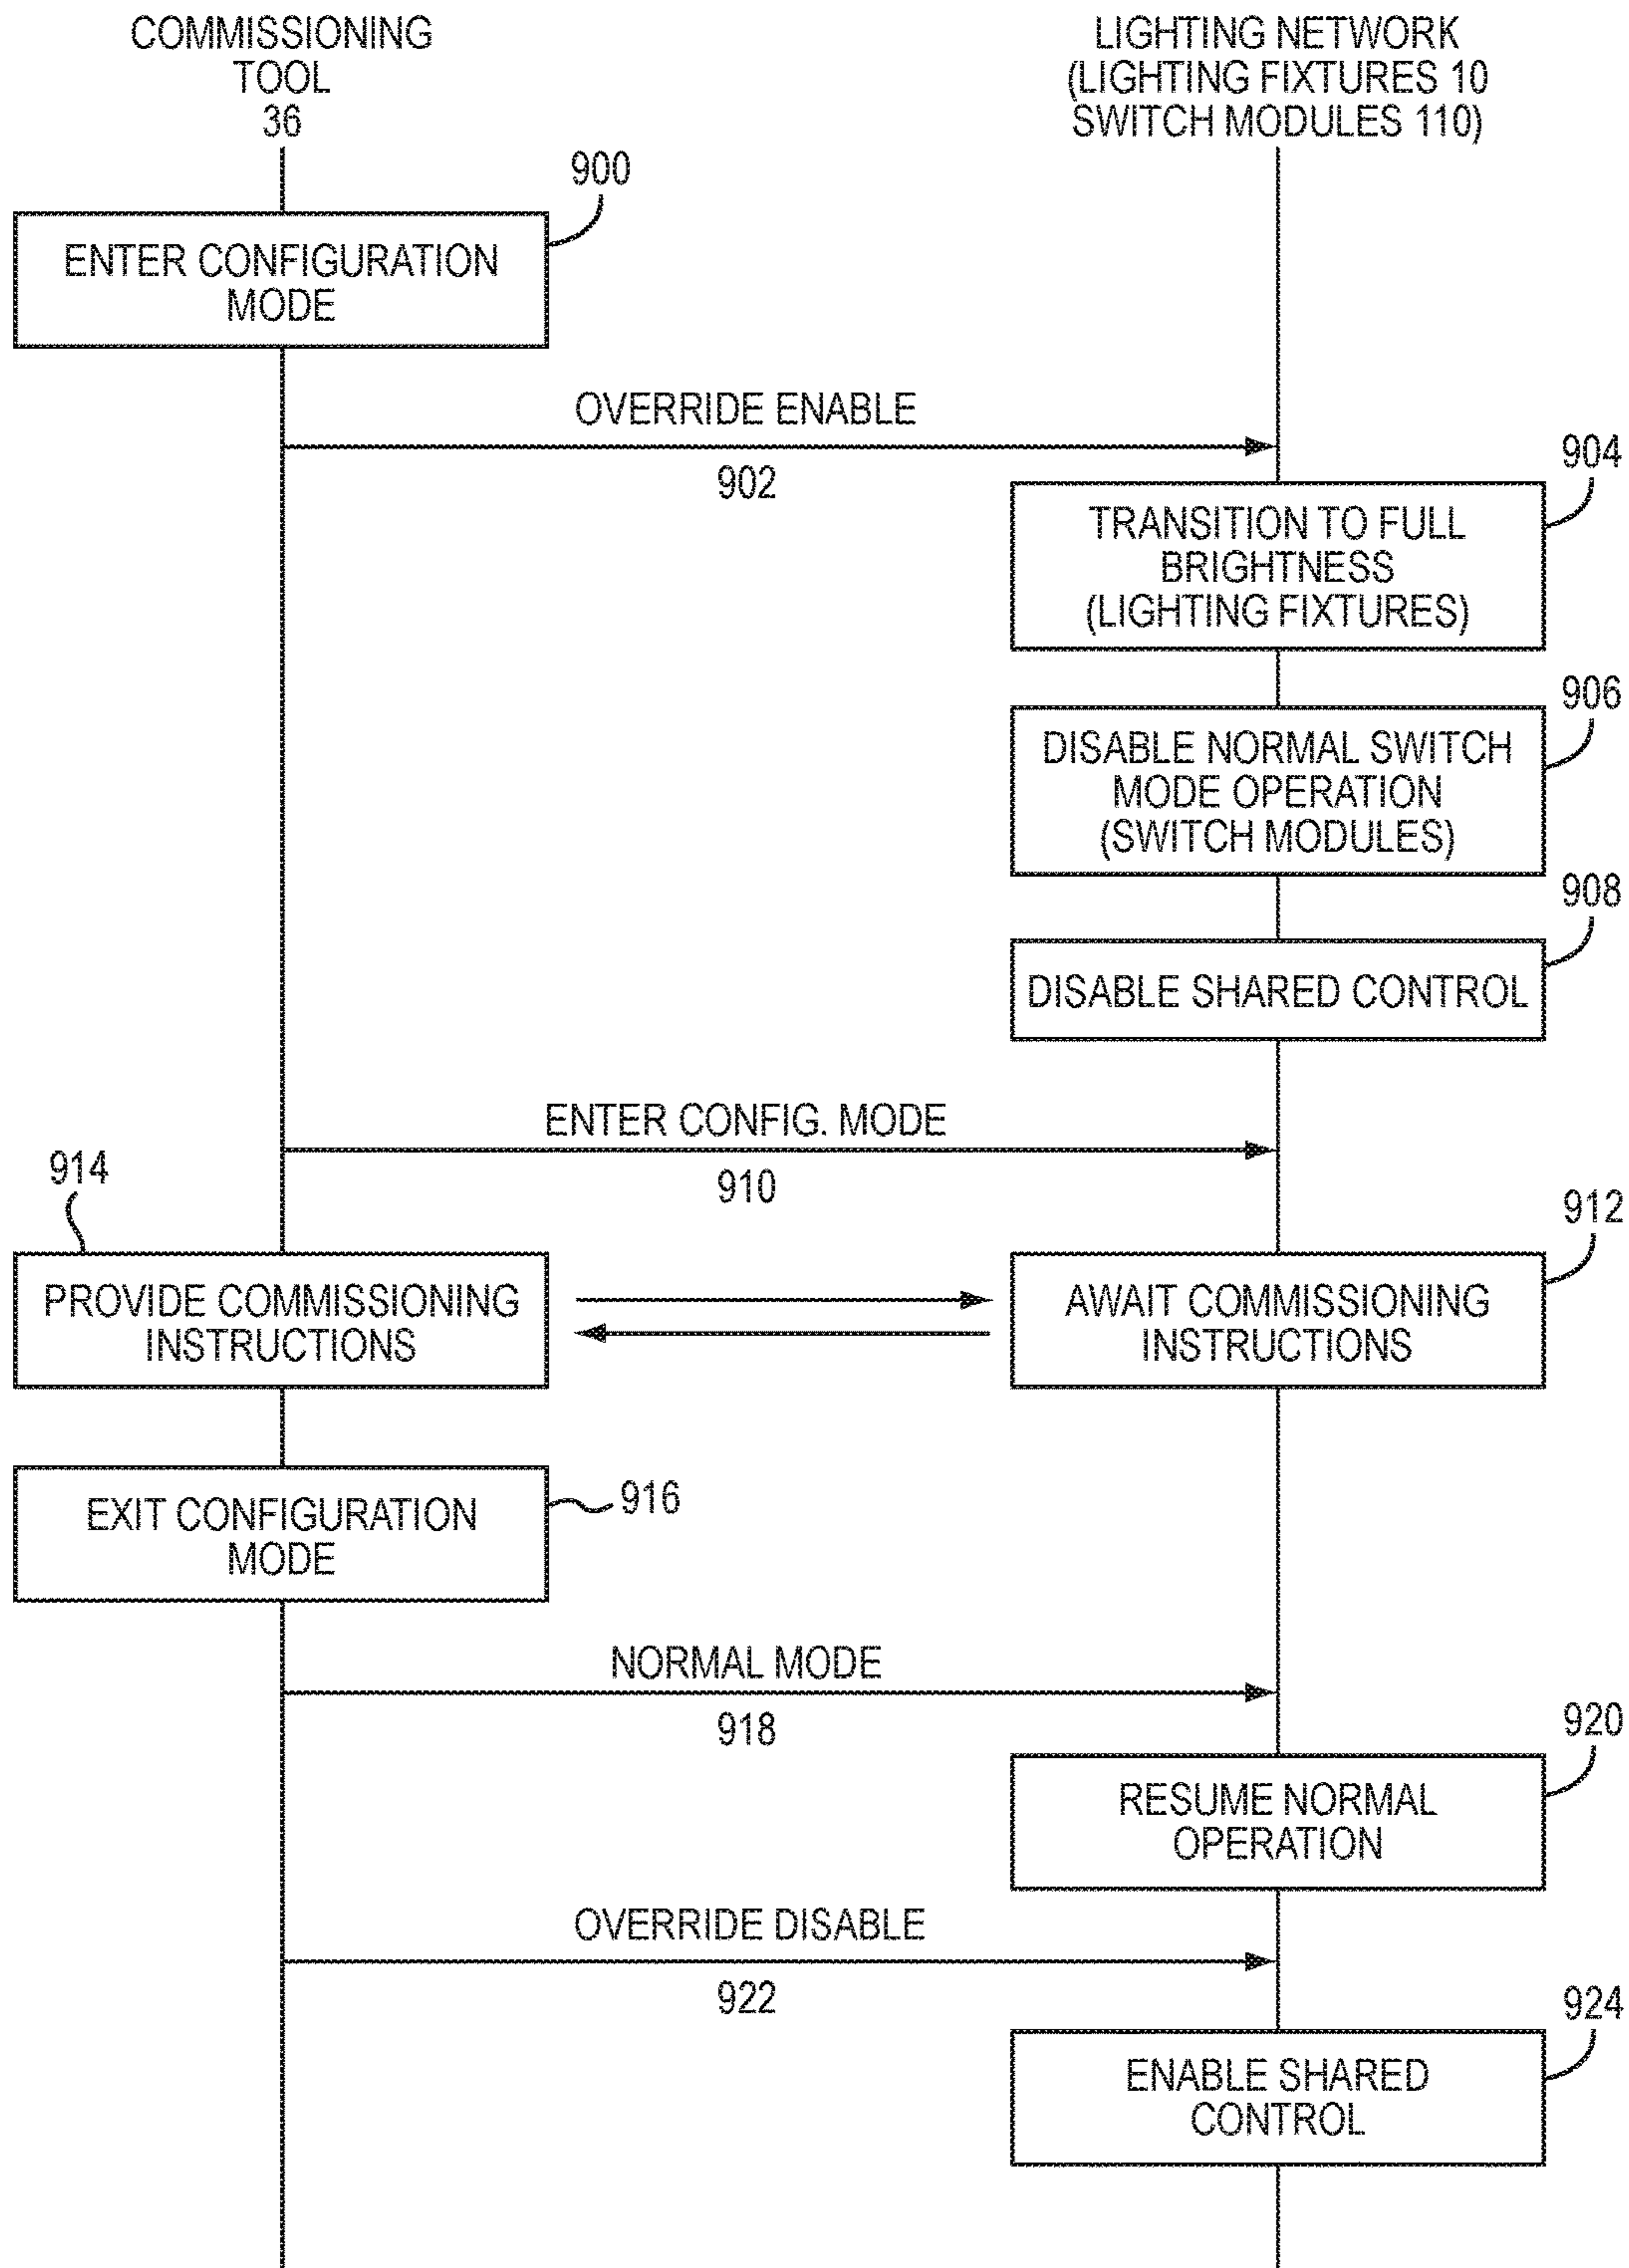 COMMISSIONING
TOOL
36
LIGHTING NETWORK
(LIGHTING FIXTURES 10
SWITCH MODULES 110)
900
ENTER CONFIGURATION
MODE
OVERRIDE ENABLE
902
904
TRANSITION TO FULL
BRIGHTNESS
(LIGHTING FIXTURES)
906
DISABLE NORMAL SWITCH
MODE OPERATION
(SWITCH MODULES)
908
DISABLE SHARED CONTROL
ENTER CONFIG. MODE
910
914
PROVIDE COMMISSIONING
INSTRUCTIONS
912
AWAIT COMMISSIONING
INSTRUCTIONS
916
EXIT CONFIGURATION
MODE
NORMAL MODE
918
920
RESUME NORMAL
OPERATION
OVERRIDE DISABLE
922
924
ENABLE SHARED
CONTROL